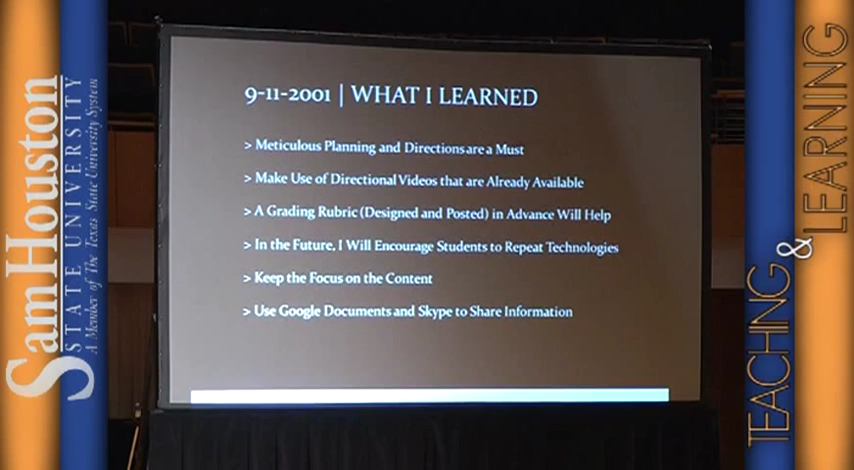 9-11-2001 | WHAT I LEARNED
> Meticulous Planning and Directions are a Must
> Make Use of Directional Videos that are Already Available
> A Grading Rubric (Designed and Posted) in Advance Will Help
> In the Future, I Will Encourage Students to Repeat Technologies
> Keep the Focus on the Content
> Use Google Documents and Skype to Share Information
Sam Houston
STATE UNIVERSITY
A Member of The Texas State University System
TEACHING & LEARNING